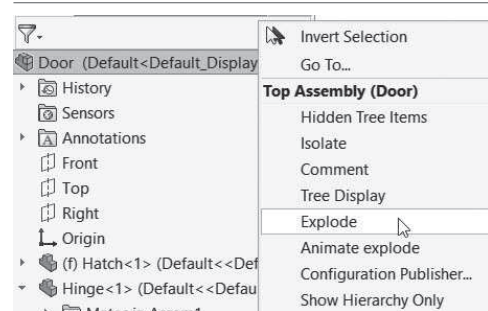 Door (Default<Default_Display
History
Sensors
Annotations
Front
Top
Right
Origin
(f) Hatch<1> (Default<<Def
Hinge<1> (Default<<Defau
Invert Selection
Go To...
Top Assembly (Door)
Hidden Tree Items
Isolate
Comment
Tree Display
Explode
Animate explode
Configuration Publisher...
Show Hierarchy Only